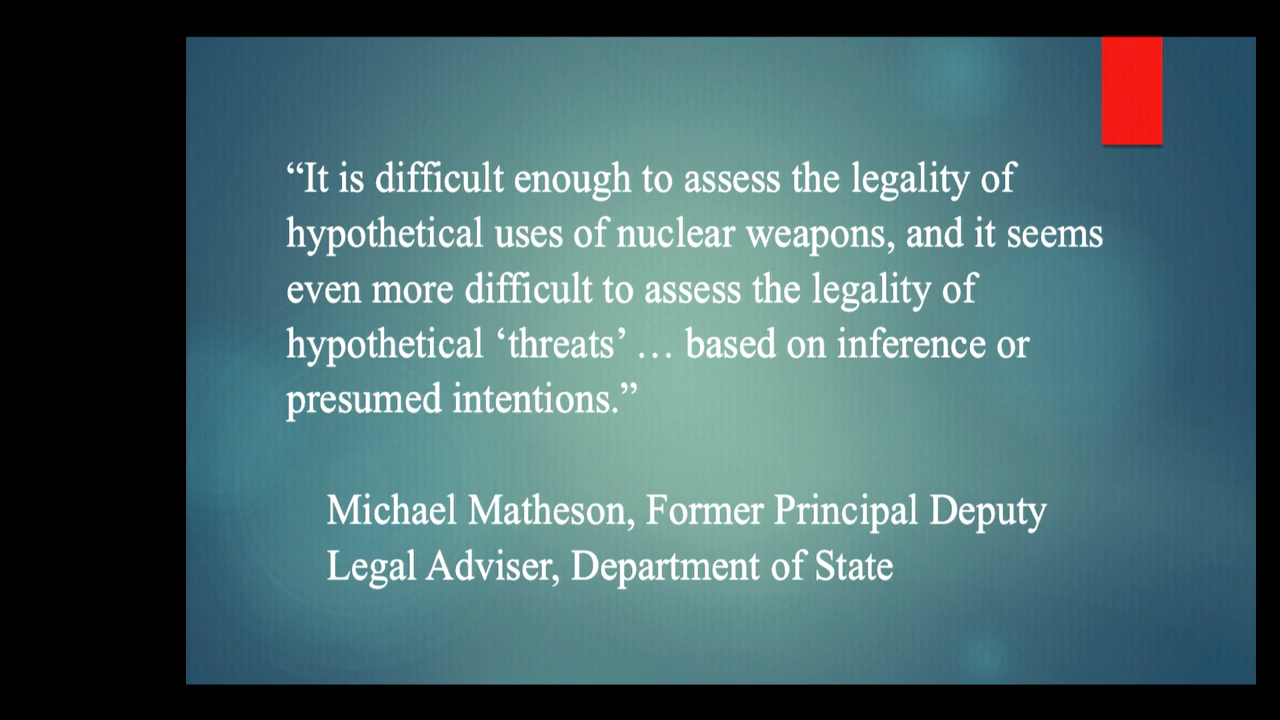 “It is difficult enough to assess the legality of
hypothetical uses of nuclear weapons, and it seems
even more difficult to assess the legality of
hypothetical ‘threats’ … based on inference or
presumed intentions.”
Michael Matheson, Former Principal Deputy
Legal Adviser, Department of State